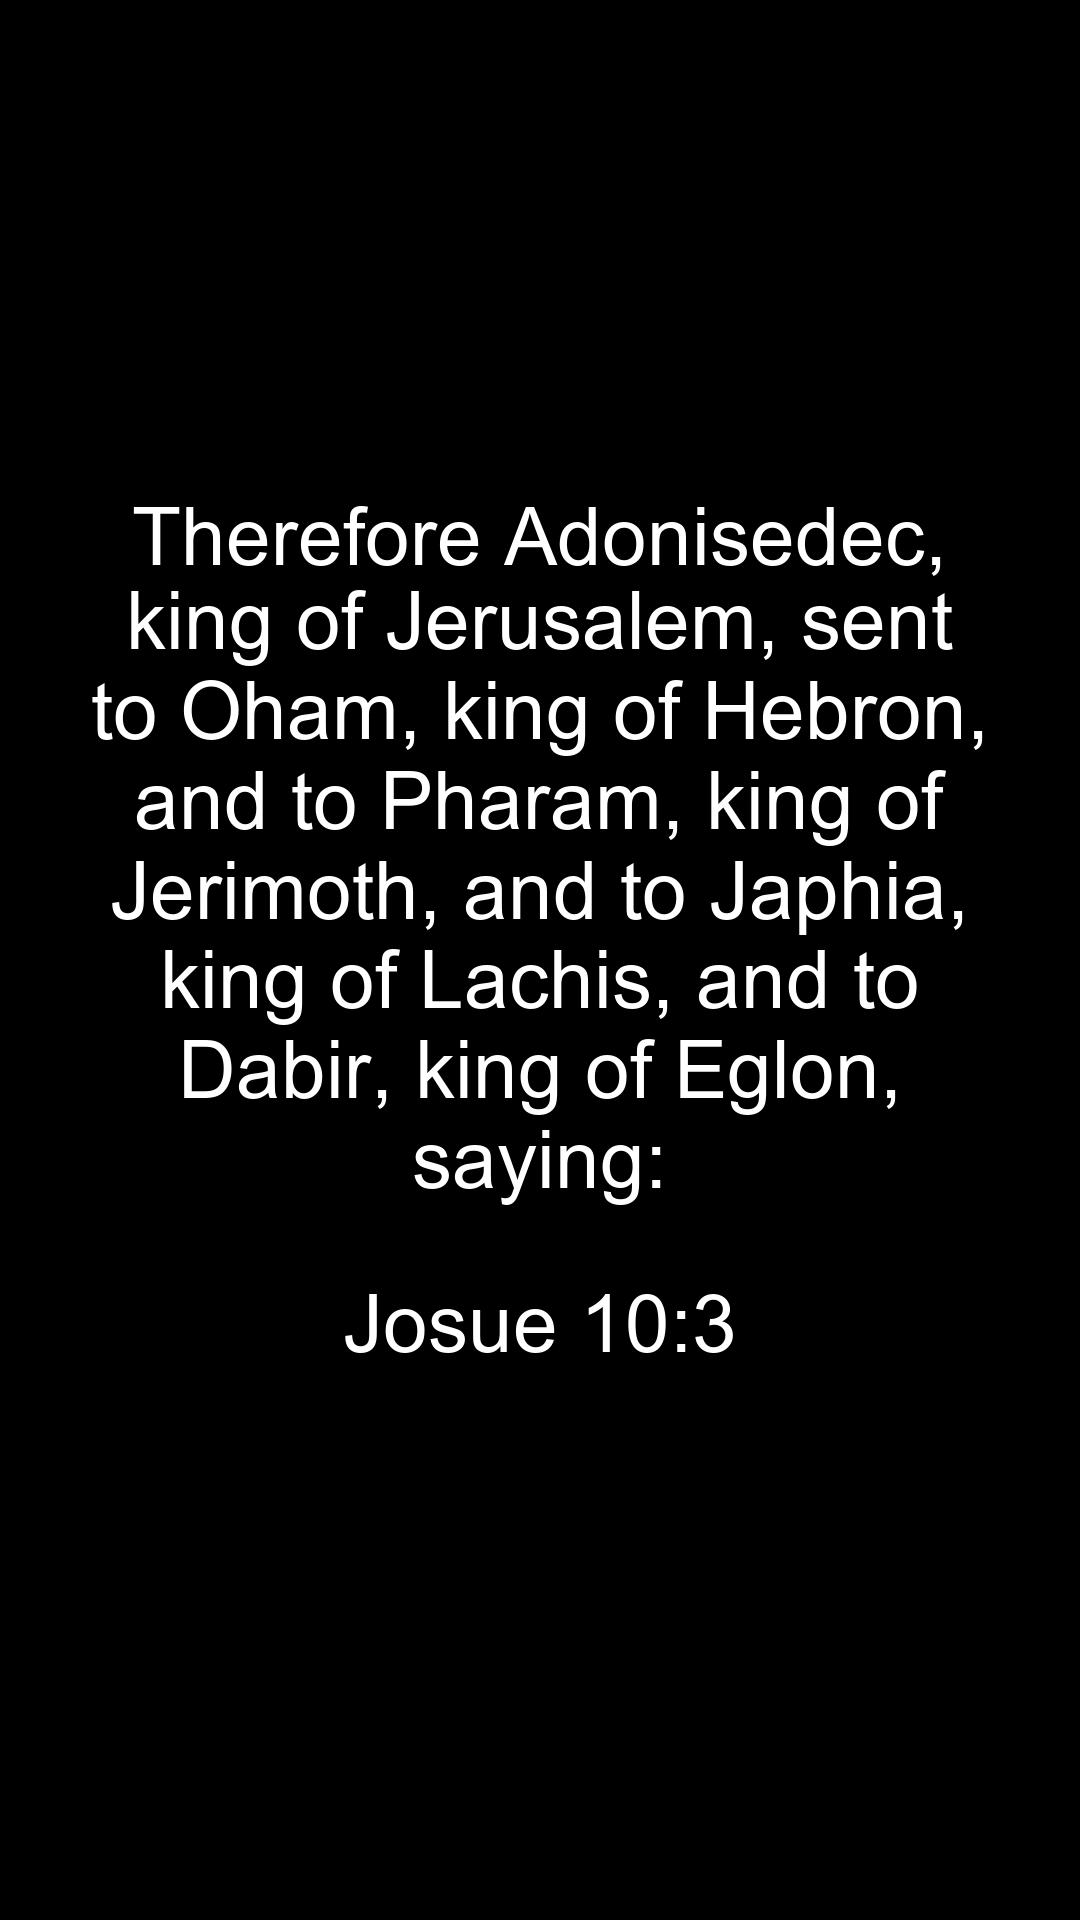 Therefore Adonisedec,
king of Jerusalem, sent
to Oham, king of Hebron,
and to Pharam, king of
Jerimoth, and to Japhia,
king of Lachis, and to
Dabir, king of Eglon,
saying:
Josue 10:3